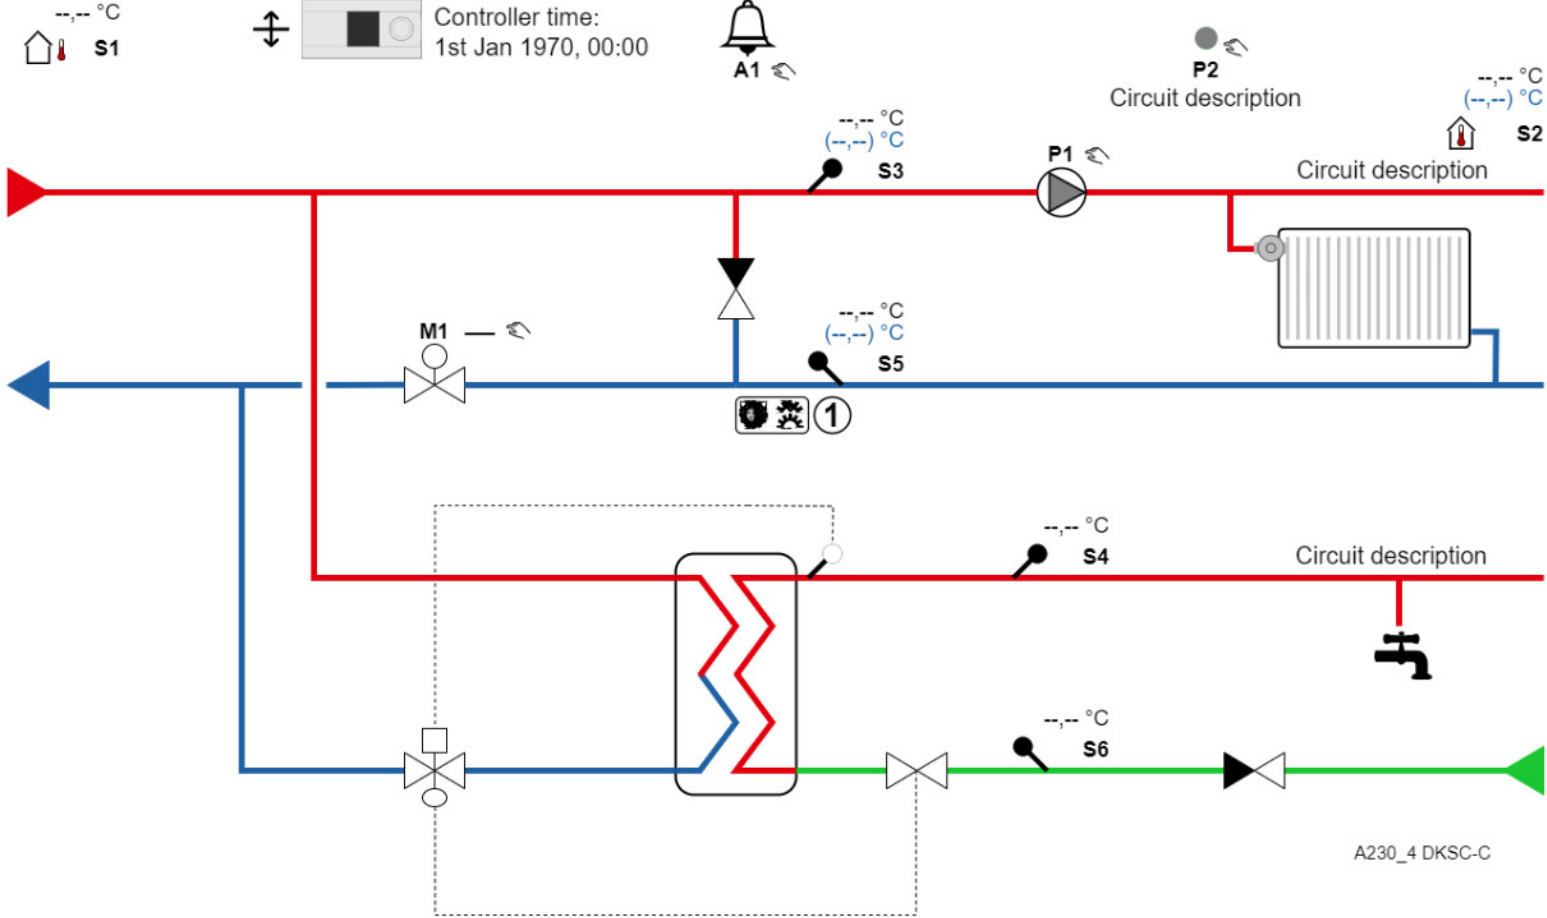 --,-- °C
S1
Controller time:
1st Jan 1970, 00:00
A1
P2
Circuit description
--,-- °C
(--,--) °C
S2
Circuit description
--,-- °C
(--,--) °C
S3
P1
M1
--,-- °C
(--,--) °C
S5
1
--,-- °C
S4
Circuit description
--,-- °C
S6
A230_4 DKSC-C